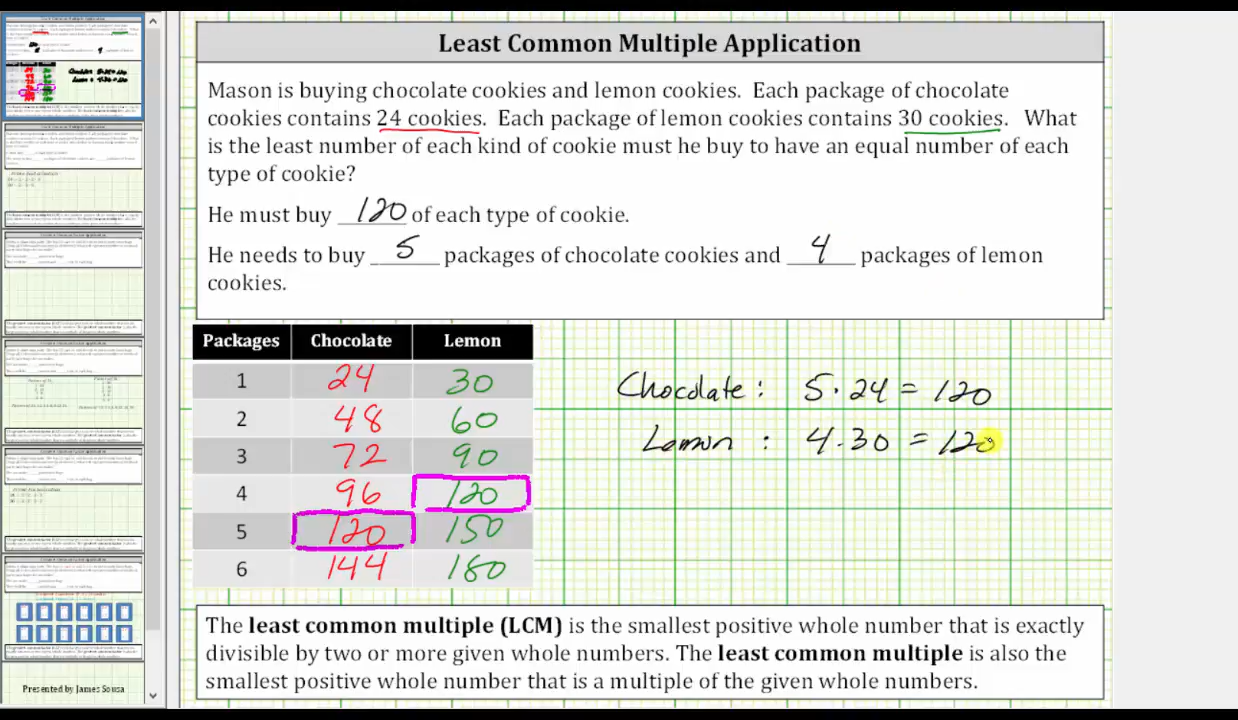 Least Common Multiple Application
Mason is buying chocolate cookies and lemon cookies. Each package of chocolate
cookies contains 24 cookies. Each package of lemon cookies contains 30 cookies. What
is the least number of each kind of cookie must he buy to have an equal number of each
type of cookie?
He must buy 120 of each type of cookie.
He needs to buy 5 packages of chocolate cookies and 4 packages of lemon
cookies.
Packages Chocolate Lemon
1 24 30
2 48 60
3 72 90
4 96 120
5 120 150
6 144 180
Chocolate : 5 · 24 = 120
Lemon : 4 · 30 = 120
The least common multiple (LCM) is the smallest positive whole number that is exactly
divisible by two or more given whole numbers. The least common multiple is also the
smallest positive whole number that is a multiple of the given whole numbers.
Presented by James Sousa